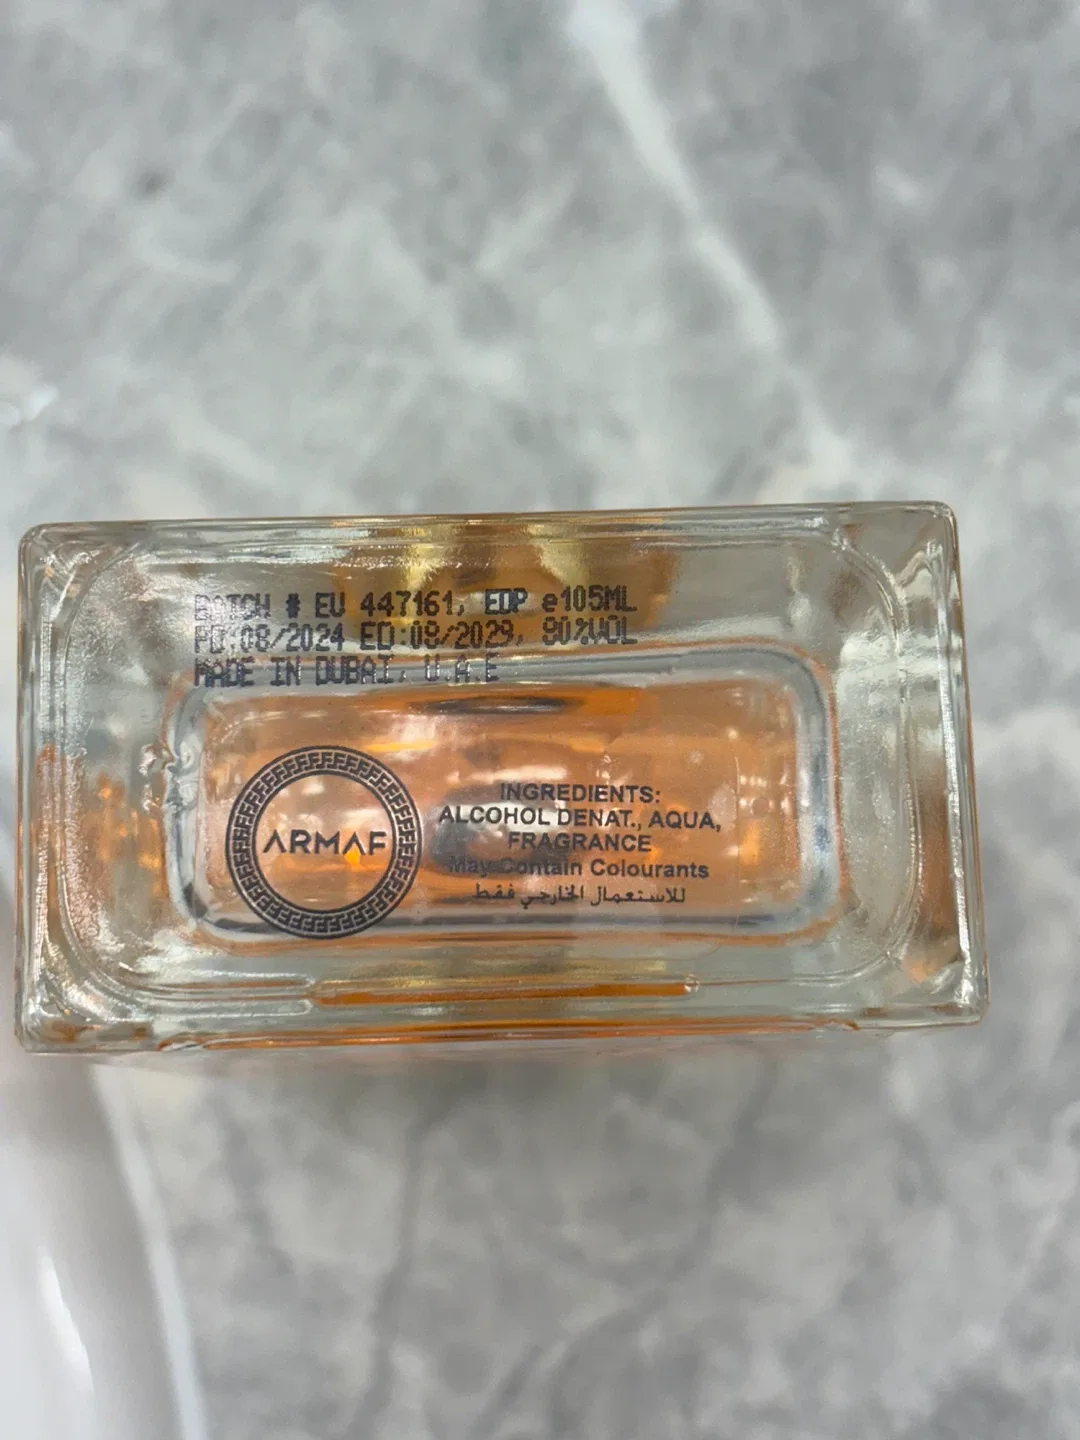 BATCH # EU 447161, EDP e105ML
PD:08/2024 ED:08/2029, 80%VOL
MADE IN DUBAI, U.A.E
ARMAF
INGREDIENTS:
ALCOHOL DENAT., AQUA,
FRAGRANCE
May Contain Colourants
للاستعمال الخارجي فقط